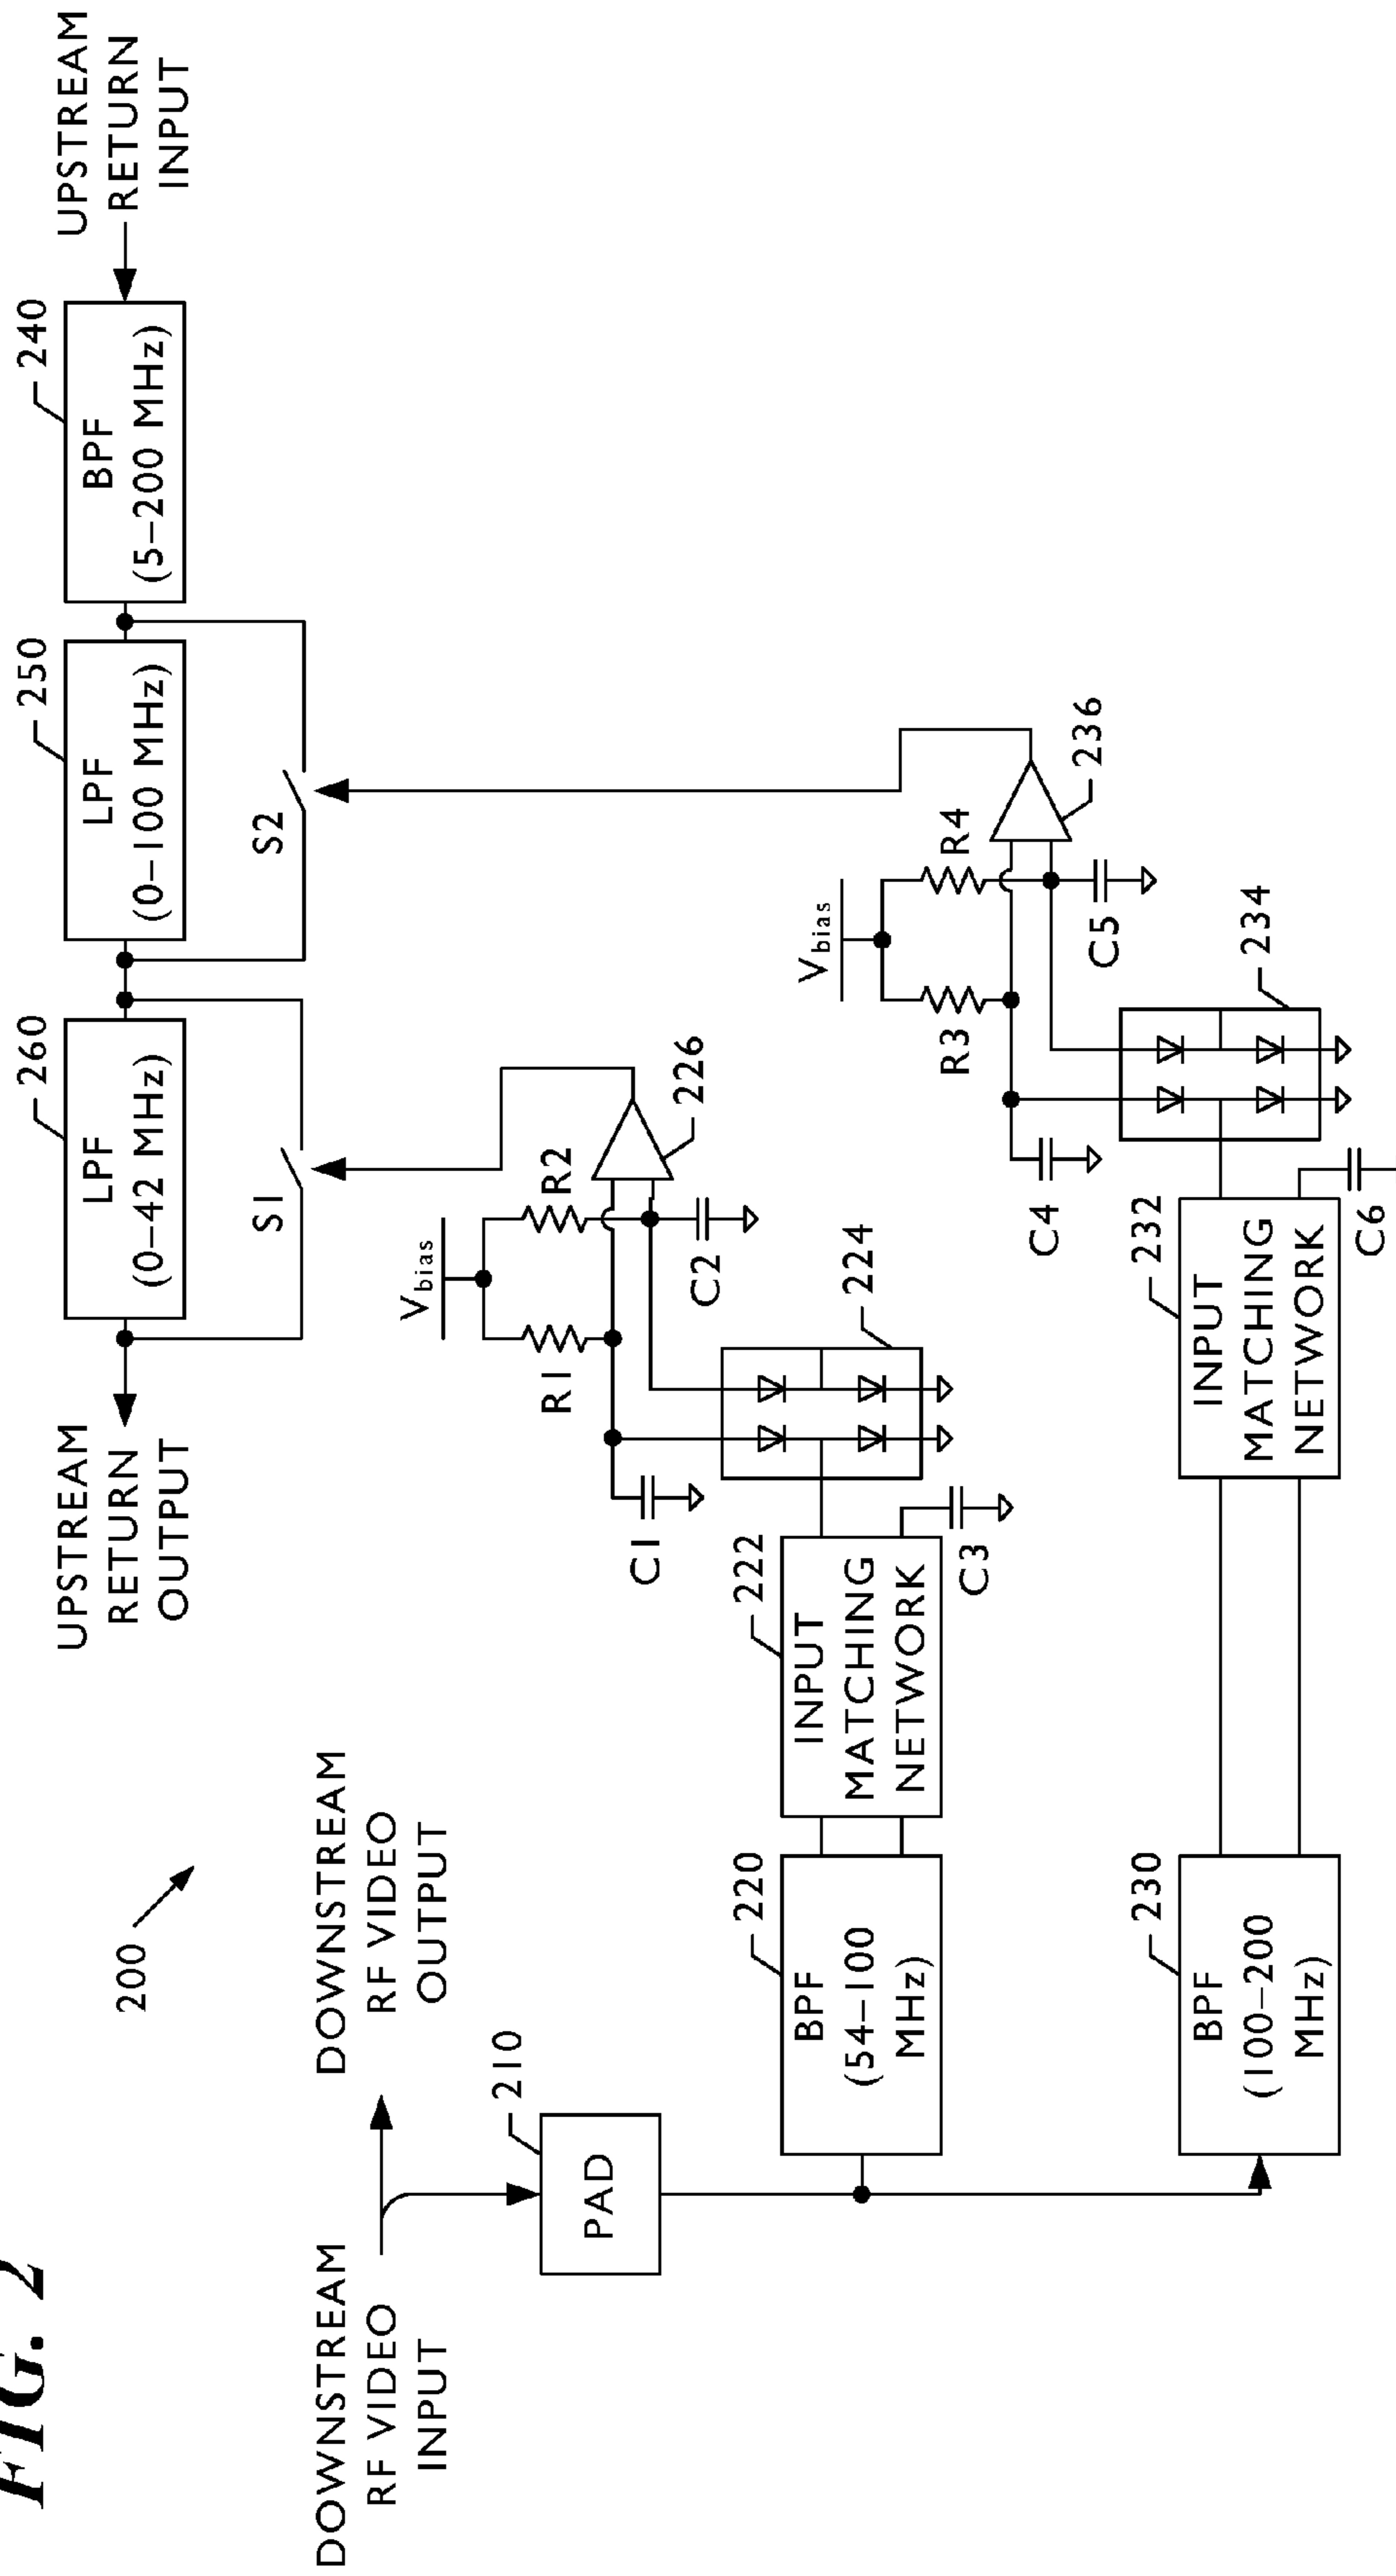 FIG. 2
200
UPSTREAM
RETURN
OUTPUT
260
LPF
(0–42 MHz)
S1
250
LPF
(0–100 MHz)
S2
240
BPF
(5–200 MHz)
UPSTREAM
RETURN
INPUT
DOWNSTREAM
RF VIDEO
INPUT
DOWNSTREAM
RF VIDEO
OUTPUT
210
PAD
220
BPF
(54–100
MHz)
222
INPUT
MATCHING
NETWORK
C3
C1
224
Vbias
R1
R2
C2
226
230
BPF
(100–200
MHz)
232
INPUT
MATCHING
NETWORK
C6
C4
234
Vbias
R3
R4
C5
236